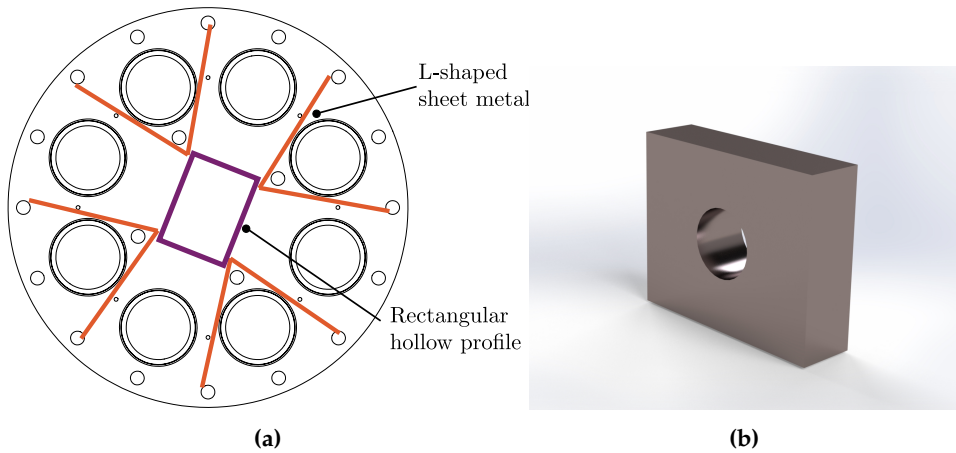 L-shaped
sheet metal
Rectangular
hollow profile
(a)
(b)